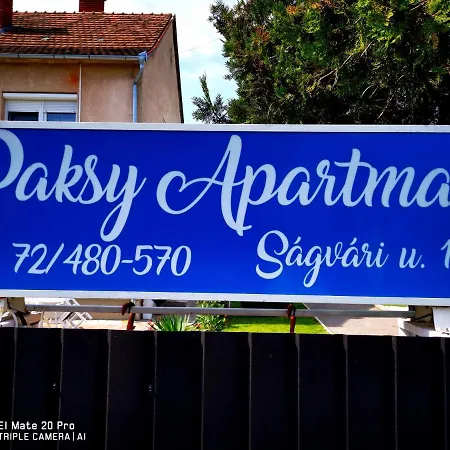 Paksy Apartma
72/480-570 Ságvári u. 1
EI Mate 20 Pro
TRIPLE CAMERA | AI